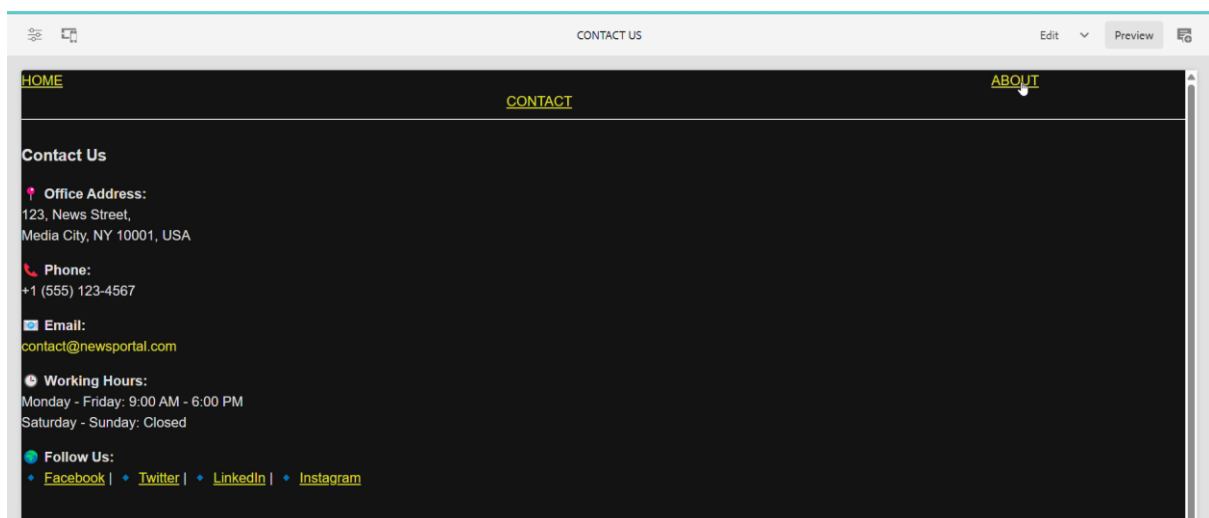 CONTACT US
Edit
Preview
HOME
ABOUT
CONTACT
Contact Us
Office Address:
123, News Street,
Media City, NY 10001, USA
Phone:
+1 (555) 123-4567
Email:
contact@newsportal.com
Working Hours:
Monday - Friday: 9:00 AM - 6:00 PM
Saturday - Sunday: Closed
Follow Us:
Facebook | Twitter | LinkedIn | Instagram